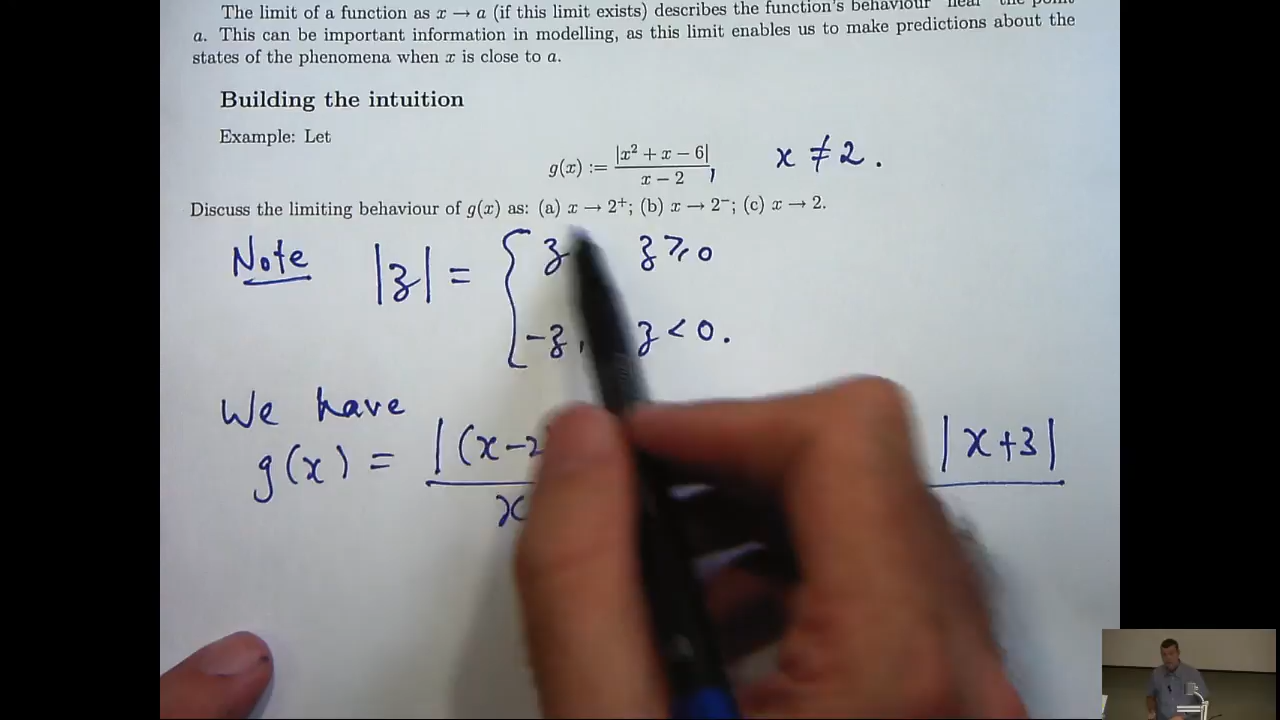 The limit of a function as x → a (if this limit exists) describes the function's behaviour "near" the point
a. This can be important information in modelling, as this limit enables us to make predictions about the
states of the phenomena when x is close to a.
Building the intuition
Example: Let
g(x) := |x² + x − 6| / x − 2, x ≠ 2.
Discuss the limiting behaviour of g(x) as: (a) x → 2⁺; (b) x → 2⁻; (c) x → 2.
Note |z| = { z z ≥ 0
−z, z < 0.
We have
g(x) = |(x−2 |x+3|
x